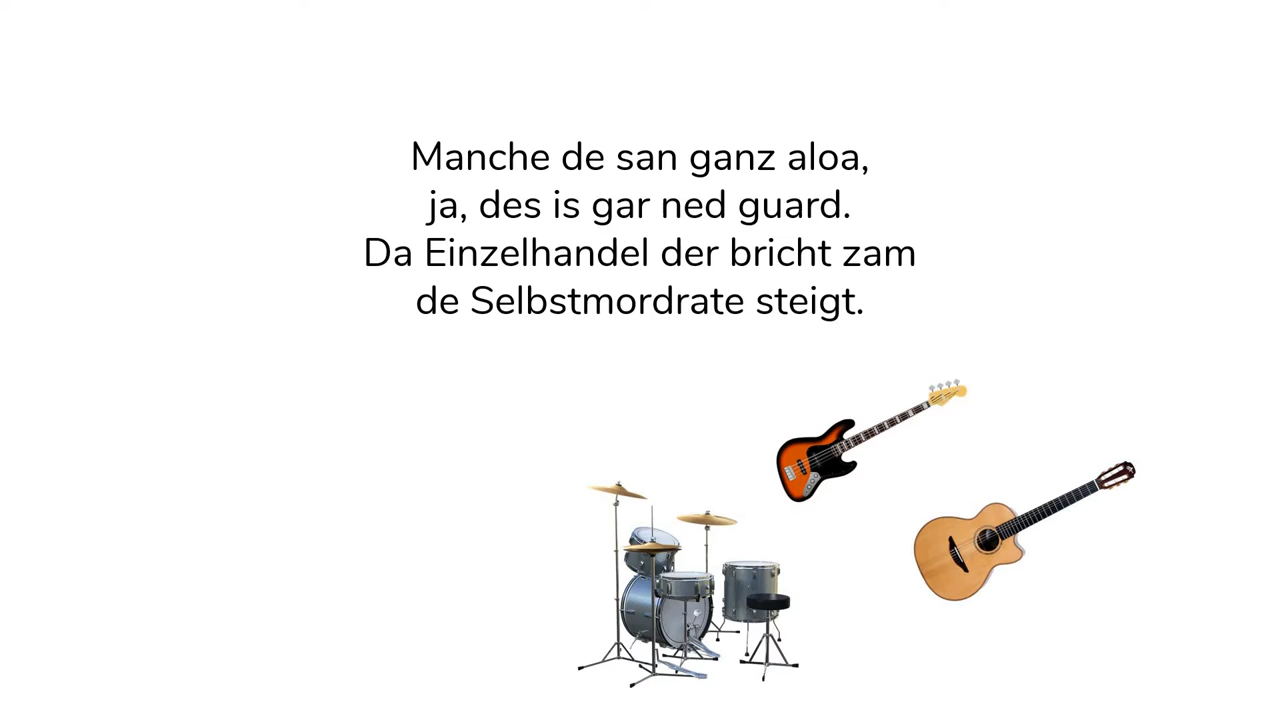 Manche de san ganz aloa,
ja, des is gar ned guard.
Da Einzelhandel der bricht zam
de Selbstmordrate steigt.